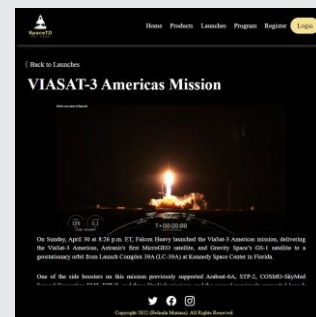 SpaceTD
Home Products Launches Program Register Login
〈 Back to Launches
VIASAT-3 Americas Mission
T+00:00:09
On Sunday, April 30 at 8:26 p.m. ET, Falcon Heavy launched the ViaSat-3 Americas mission, delivering
the ViaSat-3 Americas, Astranis's first MicroGEO satellite, and Gravity Space's GS-1 satellite to a
geostationary orbit from Launch Complex 39A (LC-39A) at Kennedy Space Center in Florida.
One of the side boosters on this mission previously supported Arabsat-6A, STP-2, COSMO-SkyMed
Copyright 2022 All Rights Reserved